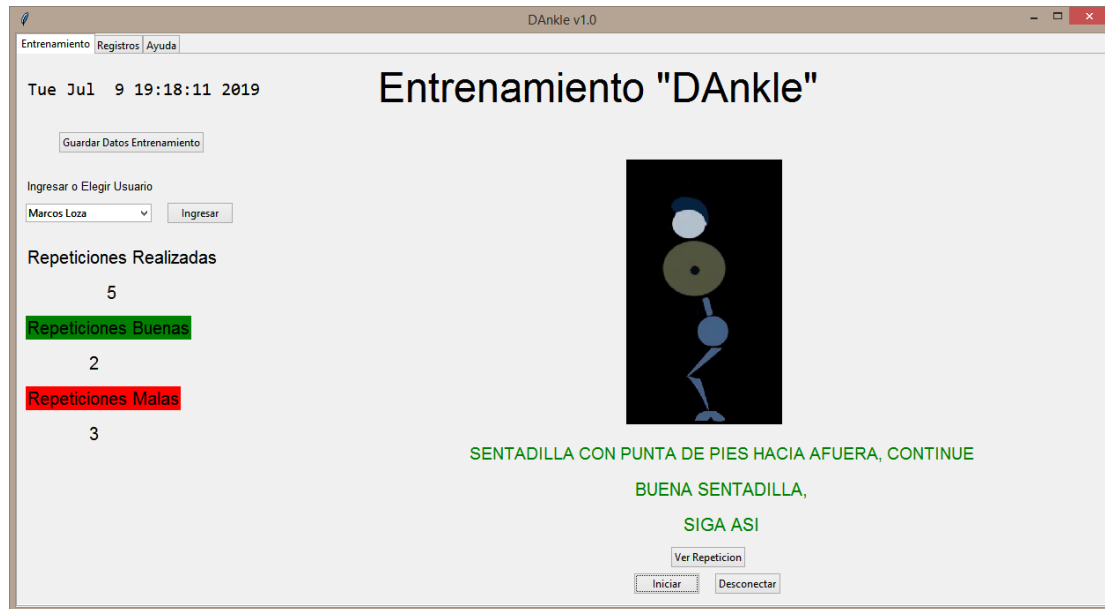 DAnkle v1.0
Entrenamiento Registros Ayuda
Tue Jul  9 19:18:11 2019
Entrenamiento "DAnkle"
Guardar Datos Entrenamiento
Ingresar o Elegir Usuario
Marcos Loza
Ingresar
Repeticiones Realizadas
5
Repeticiones Buenas
2
Repeticiones Malas
3
SENTADILLA CON PUNTA DE PIES HACIA AFUERA, CONTINUE
BUENA SENTADILLA,
SIGA ASI
Ver Repeticion
Iniciar Desconectar